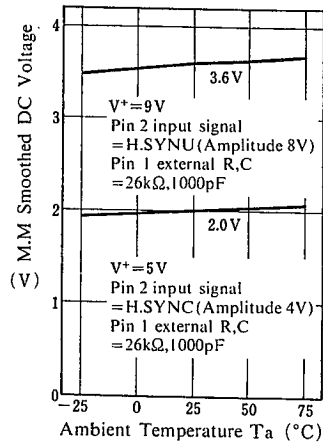 M.M Smoothed DC Voltage
(V)
4
3
2
1
0
3.6V
V+=9V
Pin 2 input signal
=H.SYNU(Amplitude 8V)
Pin 1 external R,C
=26kΩ,1000pF
2.0V
V+=5V
Pin 2 input signal
=H.SYNC(Amplitude 4V)
Pin 1 external R,C
=26kΩ,1000pF
−25 0 25 50 75
Ambient Temperature Ta (°C)